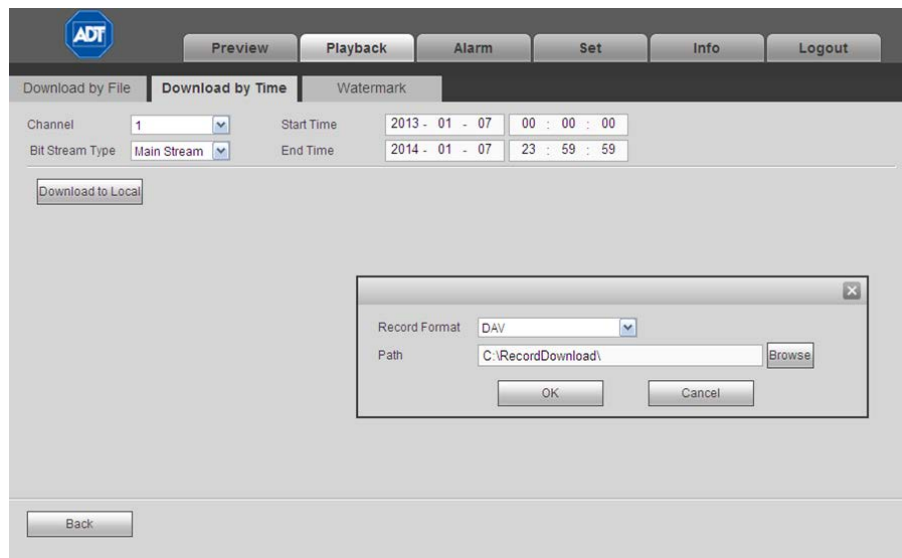 ADT
Preview Playback Alarm Set Info Logout
Download by File Download by Time Watermark
Channel 1 Start Time 2013 - 01 - 07 00 : 00 : 00
Bit Stream Type Main Stream End Time 2014 - 01 - 07 23 : 59 : 59
Download to Local
Record Format DAV
Path C:\RecordDownload\ Browse
OK Cancel
Back